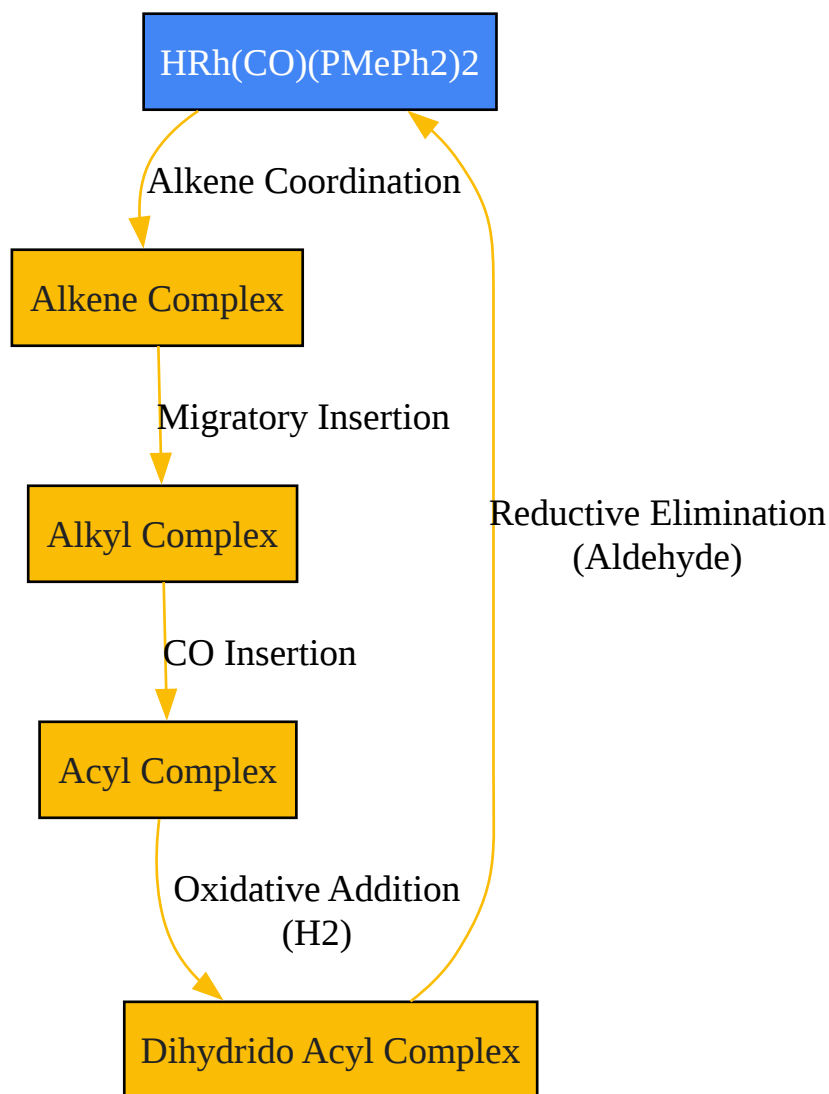 HRh(CO)(PMePh2)2
Alkene Coordination
Alkene Complex
Migratory Insertion
Alkyl Complex
Reductive Elimination
(Aldehyde)
CO Insertion
Acyl Complex
Oxidative Addition
(H2)
Dihydrido Acyl Complex